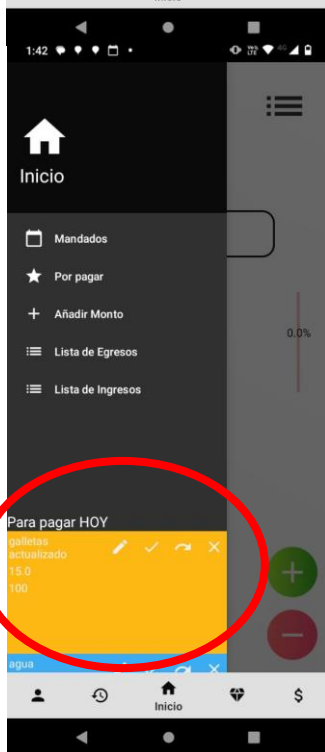 Inicio
1:42
Inicio
Mandados
Por pagar
Añadir Monto
0.0%
Lista de Egresos
Lista de Ingresos
Para pagar HOY
galletas
actualizado
15.0
100
agua
Inicio